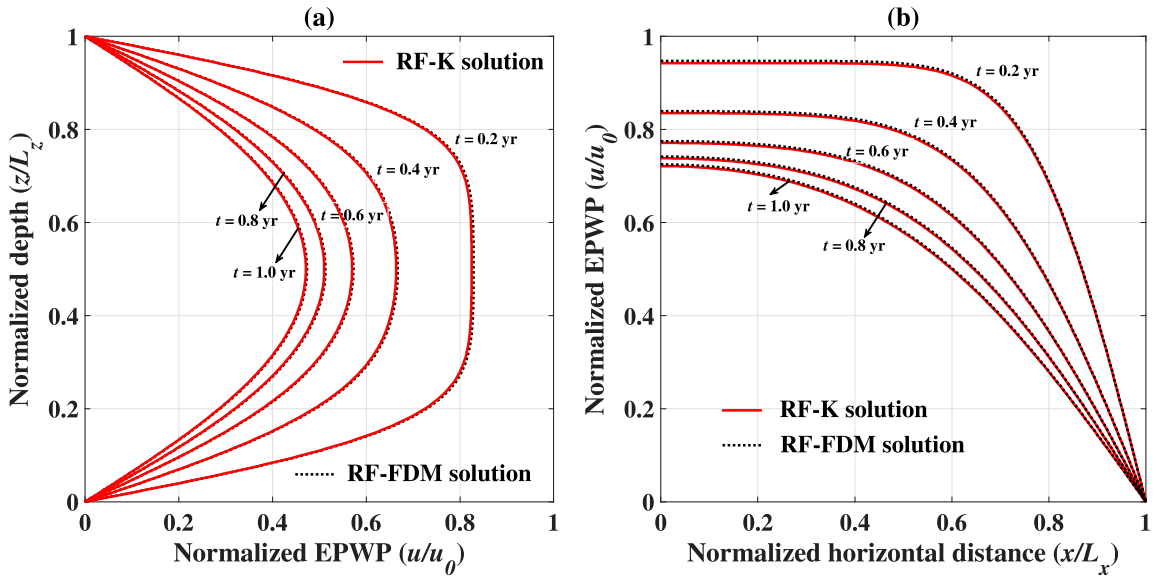 (a)
1
0.8
0.6
0.4
0.2
0
Normalized depth (z/L_z)
RF-K solution
t = 0.2 yr
t = 0.4 yr
t = 0.6 yr
t = 0.8 yr
t = 1.0 yr
RF-FDM solution
0 0.2 0.4 0.6 0.8 1
Normalized EPWP (u/u_0)
(b)
1
0.8
0.6
0.4
0.2
0
Normalized EPWP (u/u_0)
t = 0.2 yr
t = 0.4 yr
t = 0.6 yr
t = 1.0 yr
t = 0.8 yr
RF-K solution
RF-FDM solution
0 0.2 0.4 0.6 0.8 1
Normalized horizontal distance (x/L_x)